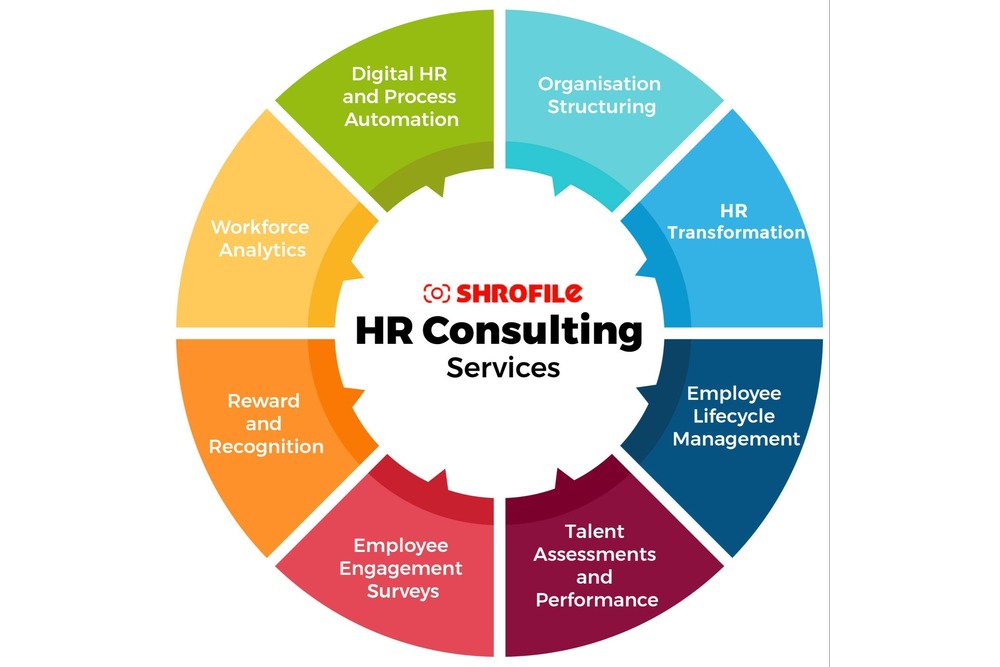 Digital HR
and Process
Automation
Organisation
Structuring
HR
Transformation
Employee
Lifecycle
Management
Talent
Assessments
and
Performance
Employee
Engagement
Surveys
Reward
and
Recognition
Workforce
Analytics
SHROFILE
HR Consulting
Services